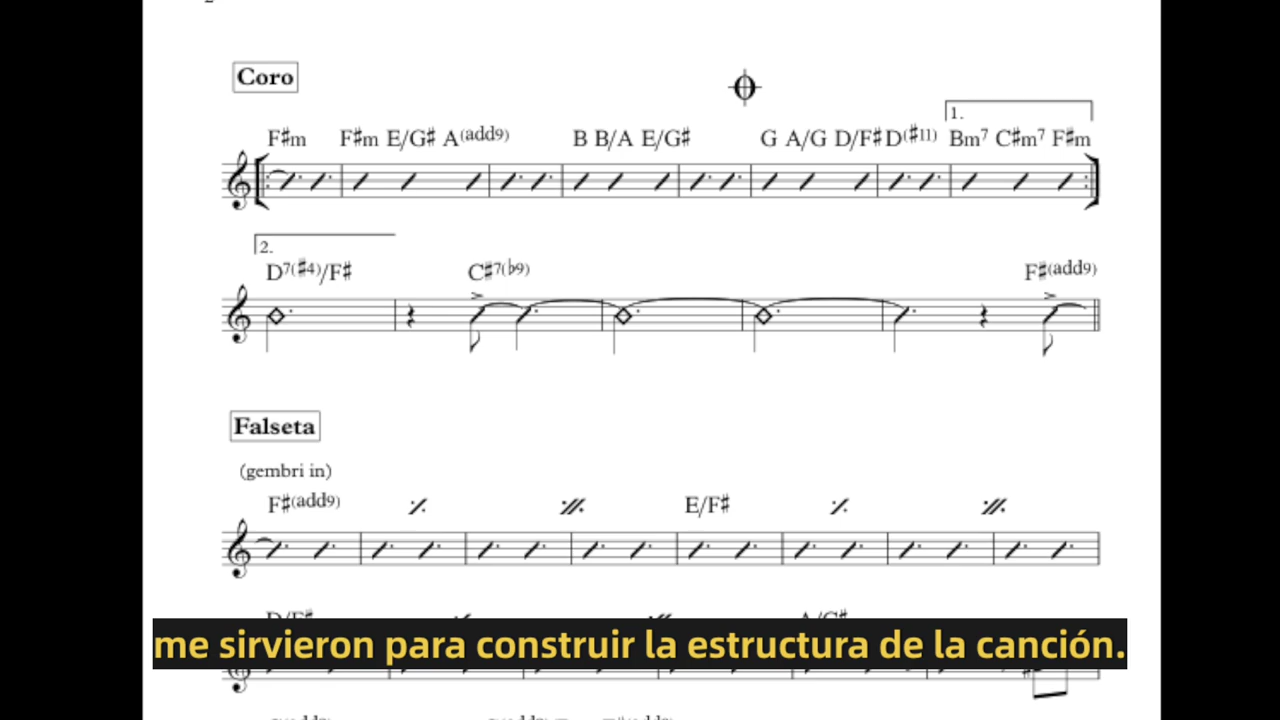 Coro
F♯m F♯m E/G♯ A(add9) B B/A E/G♯ G A/G D/F♯ D(♯11) 1. Bm7 C♯m7 F♯m
2.
D7(♯4)/F♯ C♯7(♭9) F♯(add9)
Falseta
(gembri in)
F♯(add9) E/F♯
me sirvieron para construir la estructura de la canción.